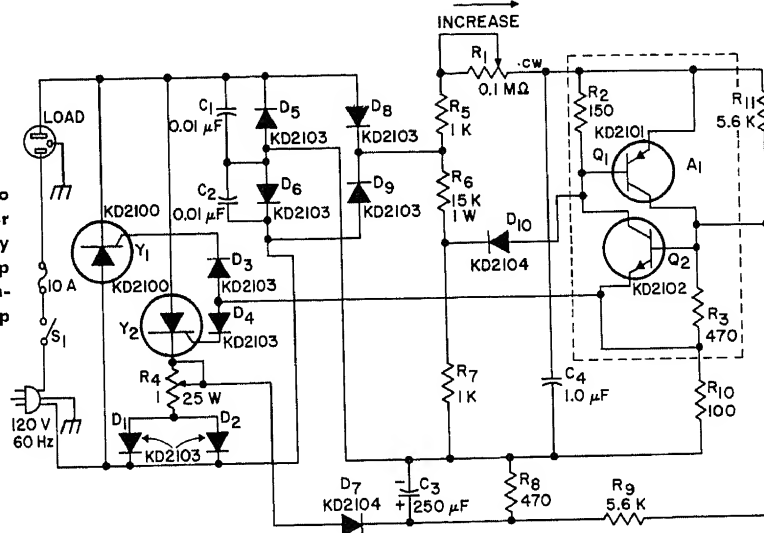 INCREASE
R1
CW
0.1 MΩ
LOAD
C1
0.01 µF
D5
KD2103
D8
KD2103
R5
1 K
R2
150
KD2101
Q1
A1
R11
5.6 K
C2
0.01 µF
D6
KD2103
D9
KD2103
R6
15 K
1 W
D10
KD2104
Q2
KD2102
o
r
y
p
n-
p
KD2100
Y1
KD2100
10 A
S1
Y2
D3
KD2103
D4
KD2103
R3
470
R4
1
25 W
R7
1 K
C4
1.0 µF
R10
100
120 V
60 Hz
D1
D2
KD2103
D7
KD2104
C3
250 µF
- +
R8
470
R9
5.6 K